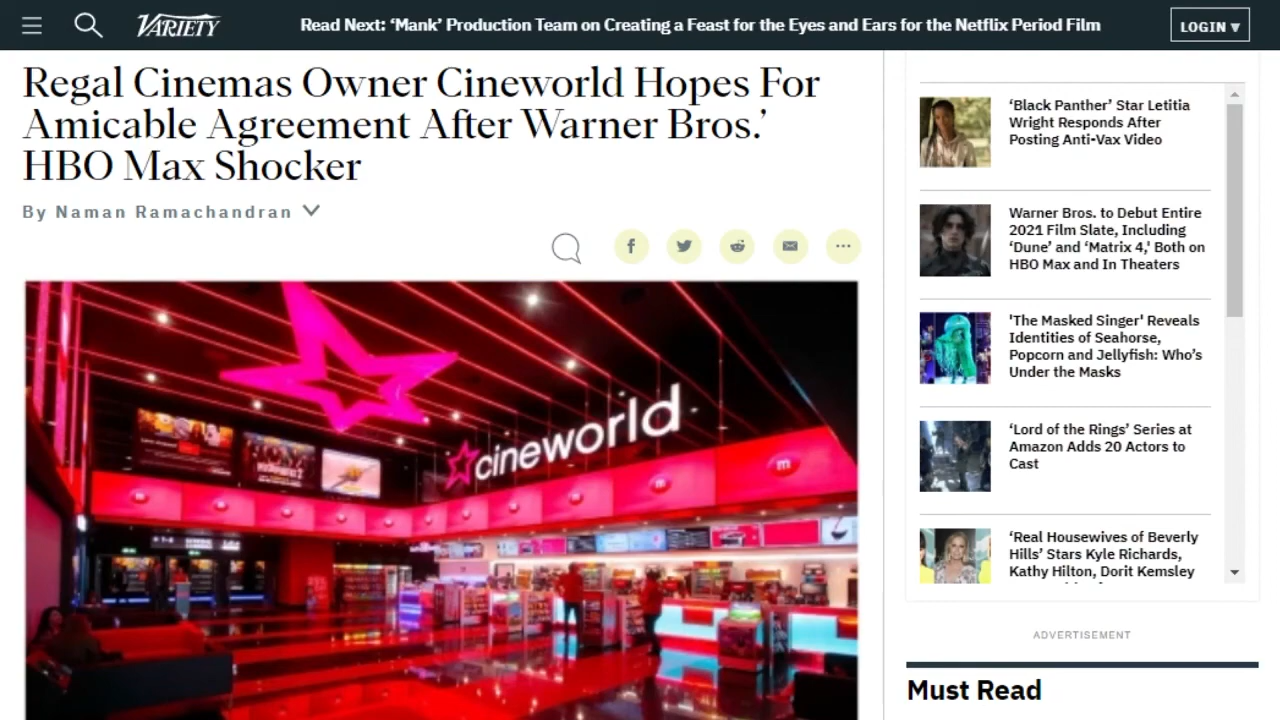 VARIETY
Read Next: ‘Mank’ Production Team on Creating a Feast for the Eyes and Ears for the Netflix Period Film
LOGIN ▾
Regal Cinemas Owner Cineworld Hopes For
Amicable Agreement After Warner Bros.’
HBO Max Shocker
By Naman Ramachandran
cineworld
m
m
m
m
m
m
m
m
m
m
‘Black Panther’ Star Letitia
Wright Responds After
Posting Anti-Vax Video
Warner Bros. to Debut Entire
2021 Film Slate, Including
‘Dune’ and ‘Matrix 4,' Both on
HBO Max and In Theaters
'The Masked Singer' Reveals
Identities of Seahorse,
Popcorn and Jellyfish: Who’s
Under the Masks
‘Lord of the Rings’ Series at
Amazon Adds 20 Actors to
Cast
‘Real Housewives of Beverly
Hills’ Stars Kyle Richards,
Kathy Hilton, Dorit Kemsley
ADVERTISEMENT
Must Read